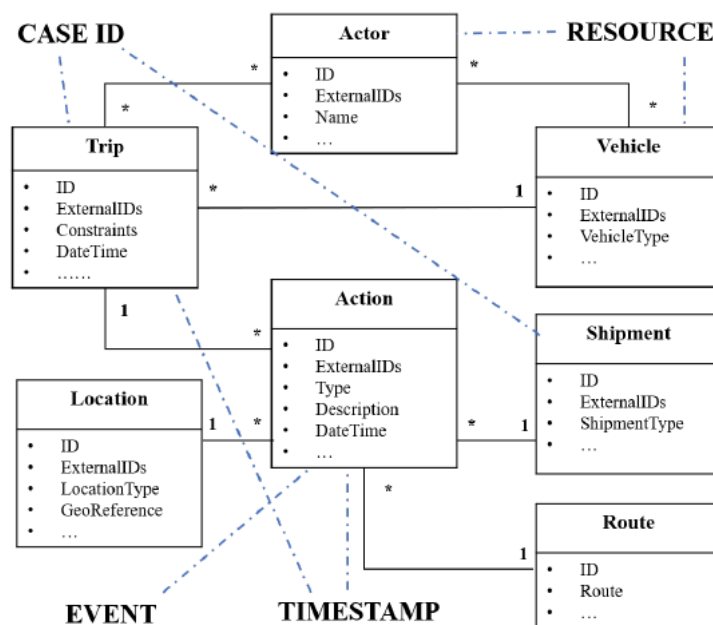 CASE ID
Actor
• ID
• ExternalIDs
• Name
• ...
RESOURCE
*
*
*
*
Trip
• ID
• ExternalIDs
• Constraints
• DateTime
• ......
*
1
Vehicle
• ID
• ExternalIDs
• VehicleType
• ...
1
*
Action
• ID
• ExternalIDs
• Type
• Description
• DateTime
• ...
Shipment
• ID
• ExternalIDs
• ShipmentType
• ...
Location
• ID
• ExternalIDs
• LocationType
• GeoReference
• ...
1
*
*
1
*
1
Route
• ID
• Route
• ...
EVENT
TIMESTAMP